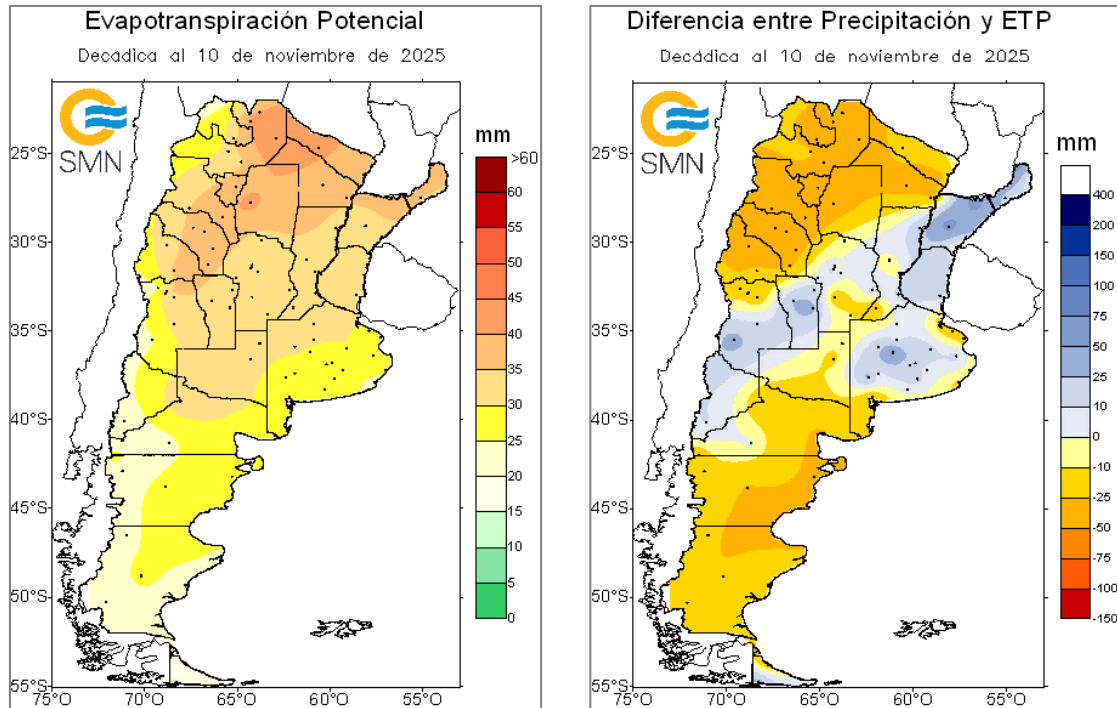 Evapotranspiración Potencial
Decádica al 10 de noviembre de 2025
SMN
mm
>60
60
55
50
45
40
35
30
25
20
15
10
5
0
25°S
30°S
35°S
40°S
45°S
50°S
55°S
75°O
70°O
65°O
60°O
55°O
Diferencia entre Precipitación y ETP
Decádica al 10 de noviembre de 2025
SMN
mm
400
200
150
100
75
50
25
10
0
-10
-25
-50
-75
-100
-150
25°S
30°S
35°S
40°S
45°S
50°S
55°S
75°O
70°O
65°O
60°O
55°O